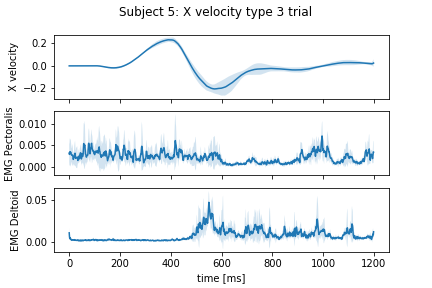 Subject 5: X velocity type 3 trial
X velocity
0.2
0.0
−0.2
EMG Pectoralis
0.010
0.005
0.000
EMG Deltoid
0.05
0.00
0 200 400 600 800 1000 1200
time [ms]